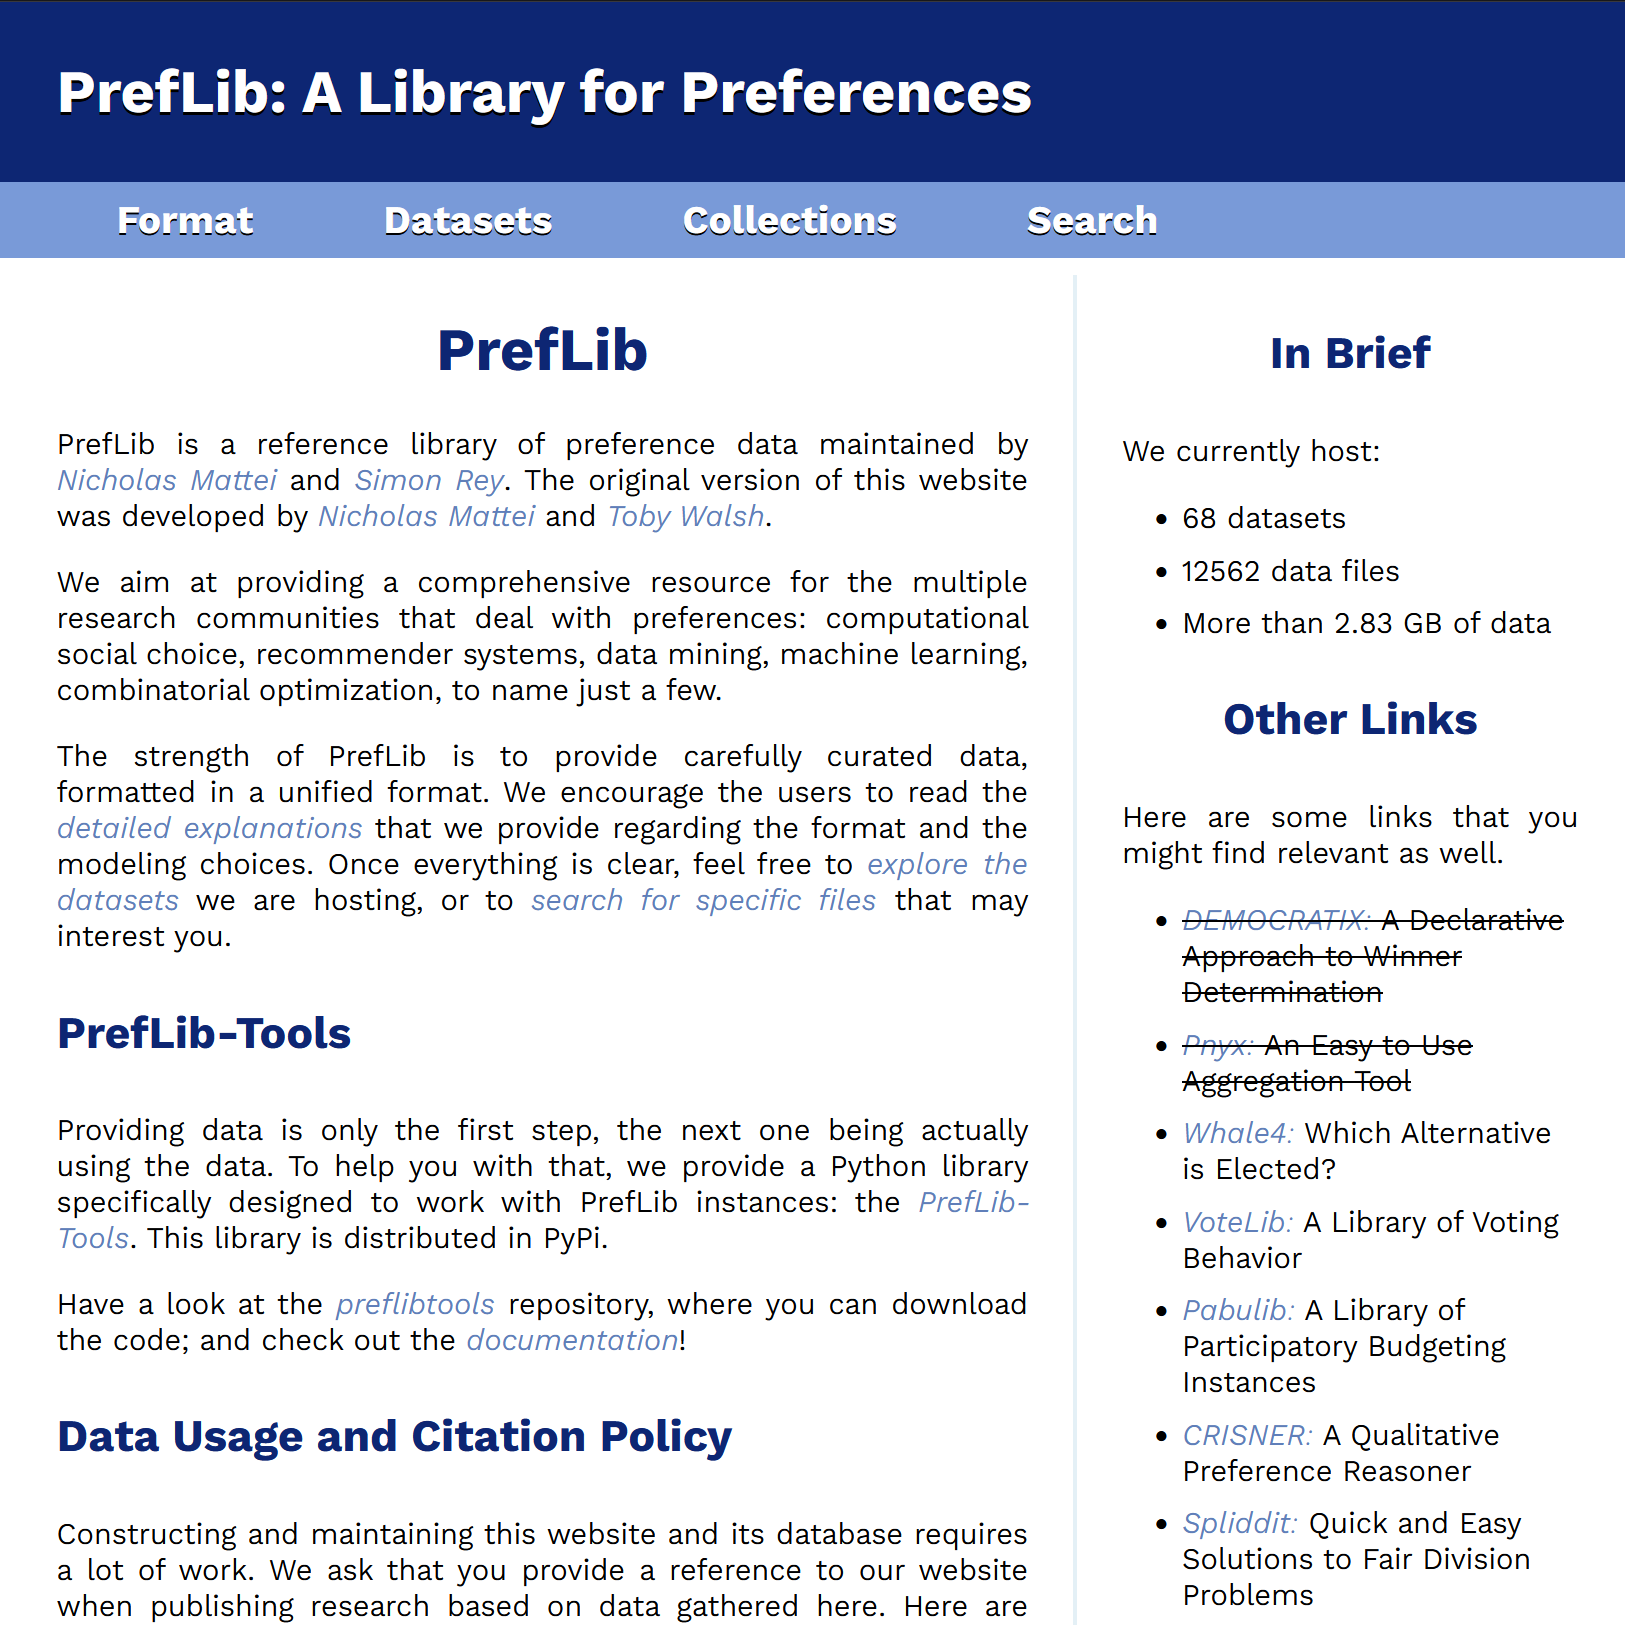 PrefLib: A Library for Preferences
Format Datasets Collections Search
PrefLib
PrefLib is a reference library of preference data maintained by
Nicholas Mattei and Simon Rey. The original version of this website
was developed by Nicholas Mattei and Toby Walsh.
We aim at providing a comprehensive resource for the multiple
research communities that deal with preferences: computational
social choice, recommender systems, data mining, machine learning,
combinatorial optimization, to name just a few.
The strength of PrefLib is to provide carefully curated data,
formatted in a unified format. We encourage the users to read the
detailed explanations that we provide regarding the format and the
modeling choices. Once everything is clear, feel free to explore the
datasets we are hosting, or to search for specific files that may
interest you.
PrefLib-Tools
Providing data is only the first step, the next one being actually
using the data. To help you with that, we provide a Python library
specifically designed to work with PrefLib instances: the PrefLib-
Tools. This library is distributed in PyPi.
Have a look at the preflibtools repository, where you can download
the code; and check out the documentation!
Data Usage and Citation Policy
Constructing and maintaining this website and its database requires
a lot of work. We ask that you provide a reference to our website
when publishing research based on data gathered here. Here are
In Brief
We currently host:
68 datasets
12562 data files
More than 2.83 GB of data
Other Links
Here are some links that you
might find relevant as well.
DEMOCRATIX: A Declarative
Approach to Winner
Determination
Pnyx: An Easy to Use
Aggregation Tool
Whale4: Which Alternative
is Elected?
VoteLib: A Library of Voting
Behavior
Pabulib: A Library of
Participatory Budgeting
Instances
CRISNER: A Qualitative
Preference Reasoner
Spliddit: Quick and Easy
Solutions to Fair Division
Problems